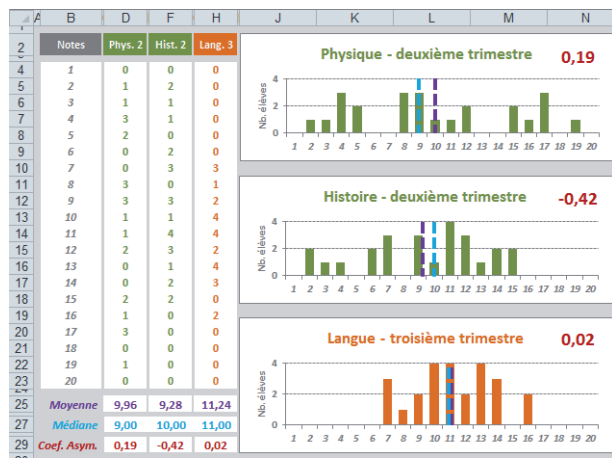 A B D F H J K L M N
2 Notes Phys. 2 Hist. 2 Lang. 3
4 1 0 0 0
5 2 1 2 0
6 3 1 1 0
7 4 3 1 0
8 5 2 0 0
9 6 0 2 0
10 7 0 3 3
11 8 3 0 1
12 9 3 3 2
13 10 1 1 4
14 11 1 4 4
15 12 2 3 2
16 13 0 1 4
17 14 0 2 3
18 15 2 2 0
19 16 1 0 2
20 17 3 0 0
21 18 0 0 0
22 19 1 0 0
23 20 0 0 0
25 Moyenne 9,96 9,28 11,24
27 Médiane 9,00 10,00 11,00
29 Coef. Asym. 0,19 -0,42 0,02
Physique - deuxième trimestre 0,19
Nb. élèves
4
2
0
1 2 3 4 5 6 7 8 9 10 11 12 13 14 15 16 17 18 19 20
Histoire - deuxième trimestre -0,42
Nb. élèves
4
2
0
1 2 3 4 5 6 7 8 9 10 11 12 13 14 15 16 17 18 19 20
Langue - troisième trimestre 0,02
Nb. élèves
4
2
0
1 2 3 4 5 6 7 8 9 10 11 12 13 14 15 16 17 18 19 20